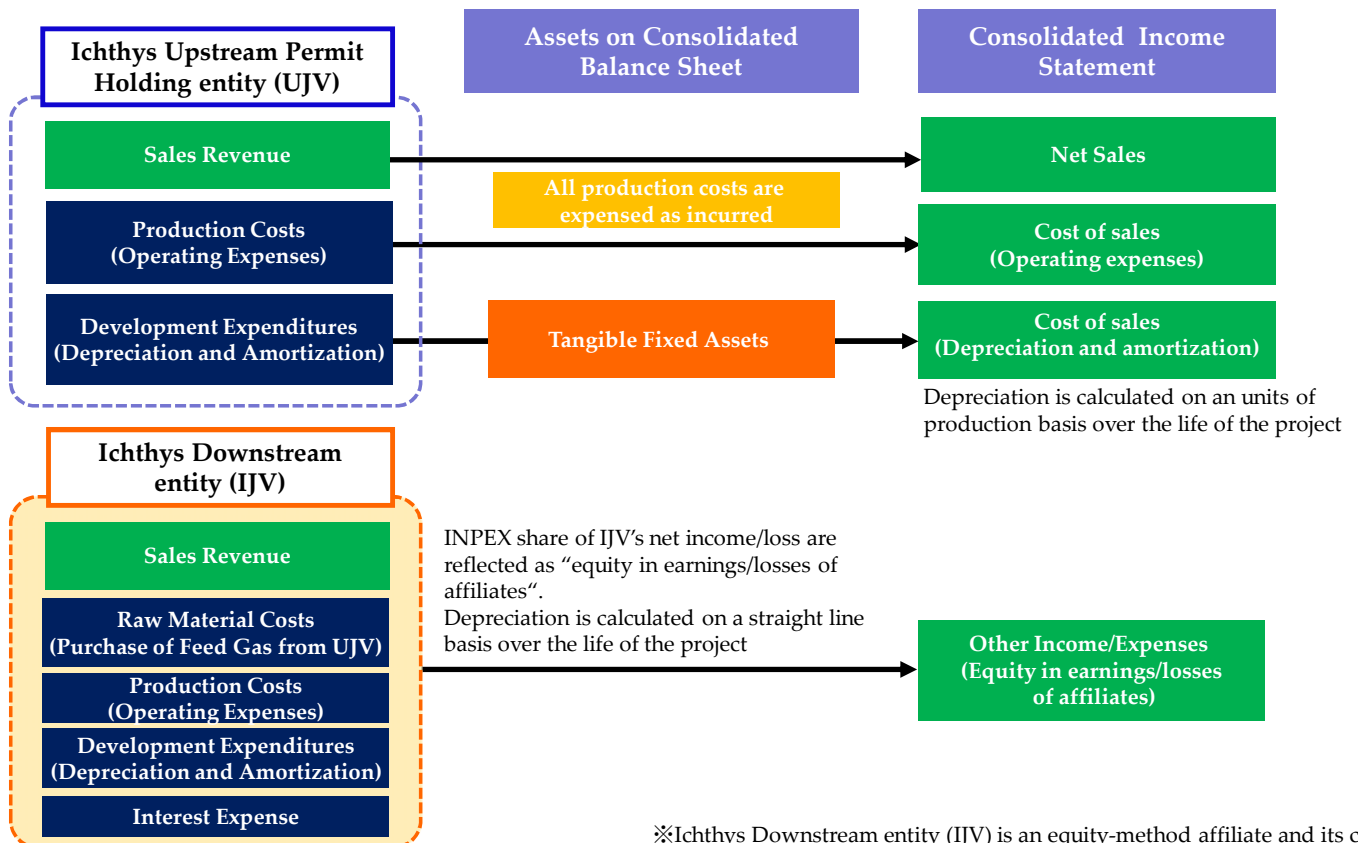 Ichthys Upstream Permit
Holding entity (UJV)
Assets on Consolidated
Balance Sheet
Consolidated Income
Statement
Sales Revenue
Net Sales
All production costs are
expensed as incurred
Production Costs
(Operating Expenses)
Cost of sales
(Operating expenses)
Development Expenditures
(Depreciation and Amortization)
Tangible Fixed Assets
Cost of sales
(Depreciation and amortization)
Depreciation is calculated on an units of
production basis over the life of the project
Ichthys Downstream
entity (IJV)
Sales Revenue
Raw Material Costs
(Purchase of Feed Gas from UJV)
Production Costs
(Operating Expenses)
Development Expenditures
(Depreciation and Amortization)
Interest Expense
INPEX share of IJV’s net income/loss are
reflected as “equity in earnings/losses of
affiliates“.
Depreciation is calculated on a straight line
basis over the life of the project
Other Income/Expenses
(Equity in earnings/losses
of affiliates)
※Ichthys Downstream entity (IJV) is an equity-method affiliate and its